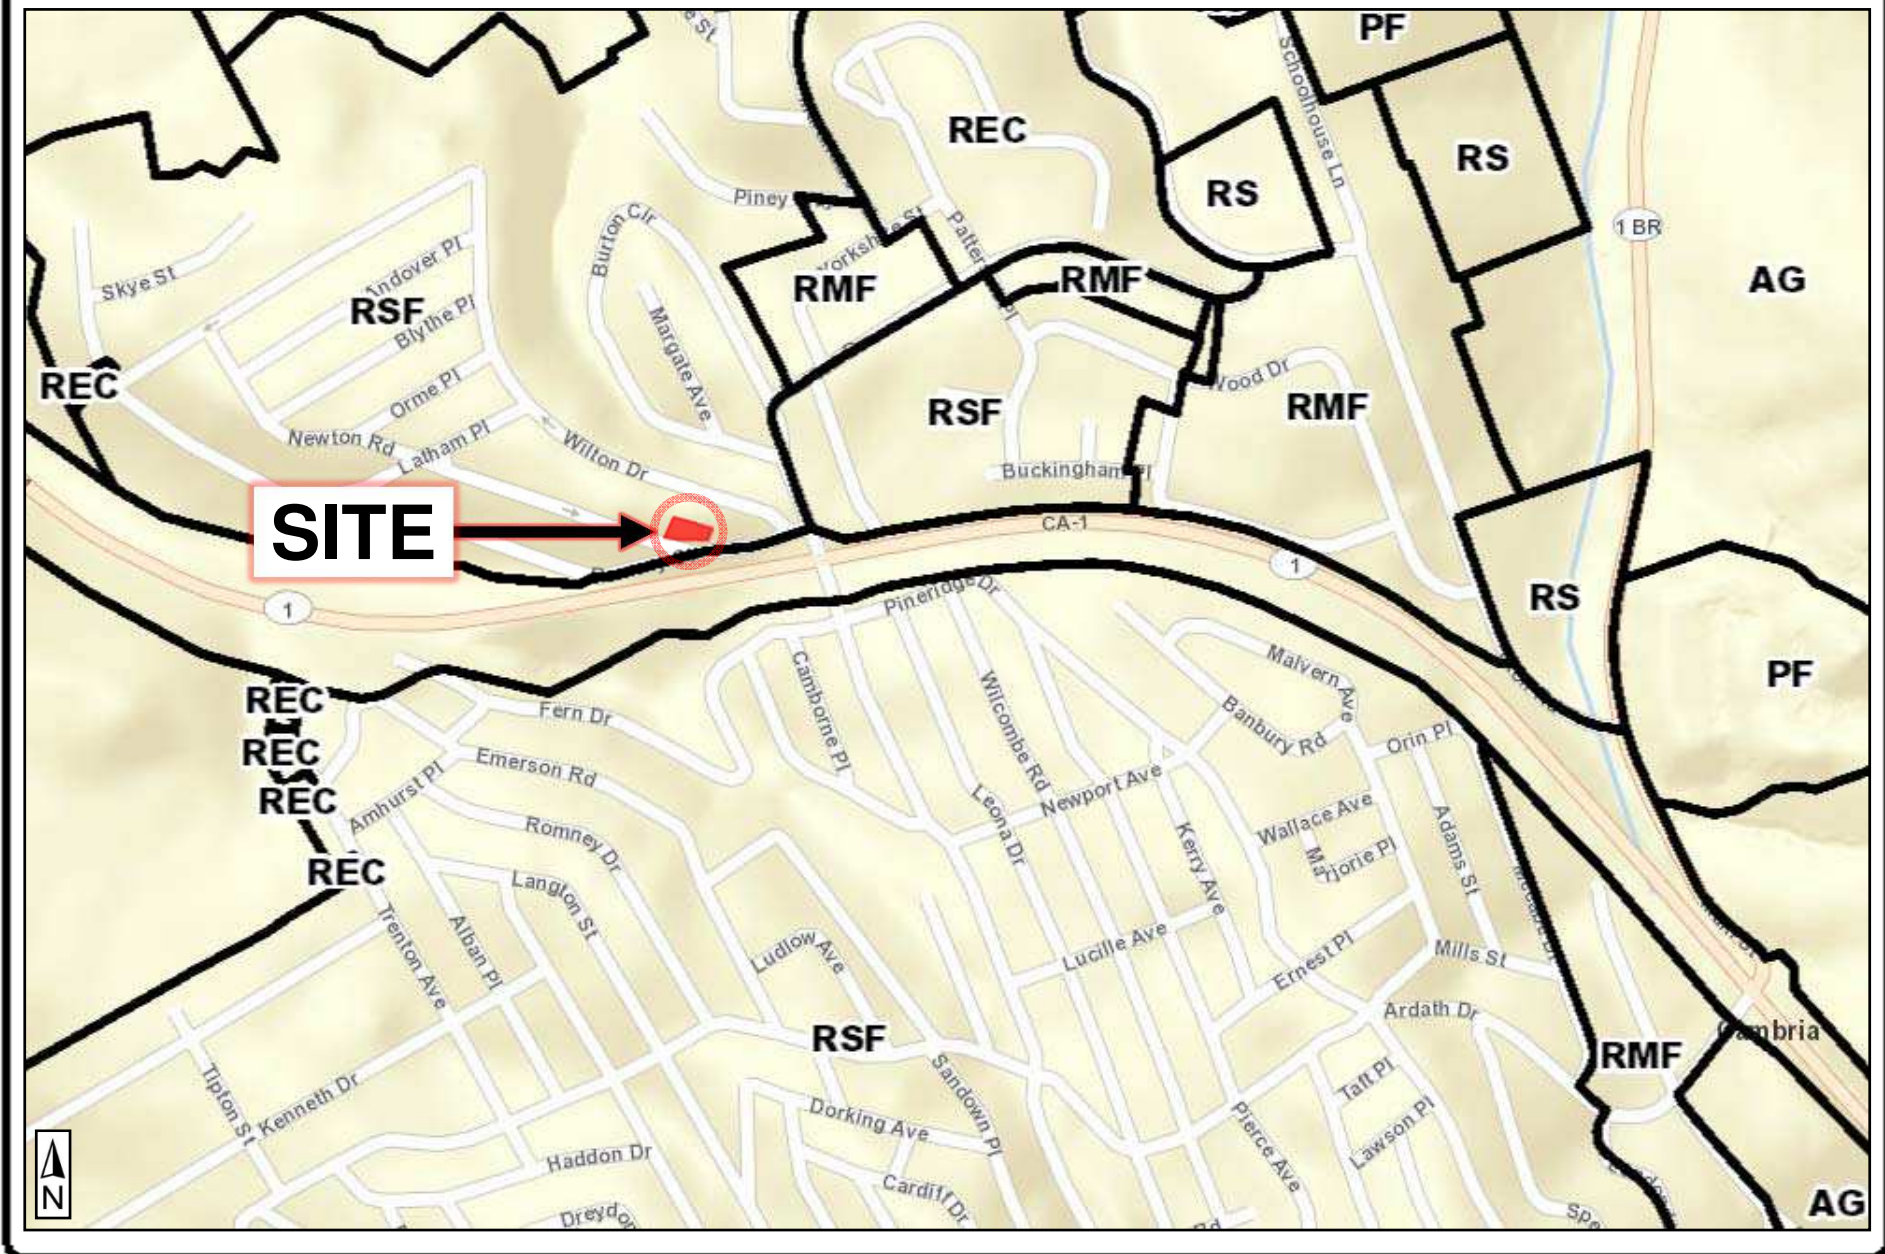 PF
REC
Schoolhouse Ln
RS
RS
1 BR
Piney
Burton Cir
Yorkshire St
AG
Skye St
Andover Pl
RSF
Blythe Pl
RMF
RMF
Margate Ave
REC
Orme Pl
RSF
Wood Dr
RMF
Newton Rd
Latham Pl
Wilton Dr
Buckingham Pl
SITE
CA-1
1
1
RS
Pineridge Dr
PF
REC
Fern Dr
Camborne Pl
Wilcombe Rd
Malvern Ave
Banbury Rd
Orin Pl
REC
Emerson Rd
Amhurst Pl
REC
Leona Dr
Newport Ave
Wallace Ave
Marjorie Pl
Adams St
Romney Dr
Kerry Ave
REC
Langton St
Trenton Ave
Alban Pl
Ludlow Ave
Lucille Ave
Ernest Pl
Mills St
Ardath Dr
RSF
Cambria
RMF
Tipton St
Kenneth Dr
Sandown Pl
Taft Pl
Dorking Ave
Pierce Ave
Lawson Pl
Haddon Dr
Cardiff Dr
AG
N
Rd